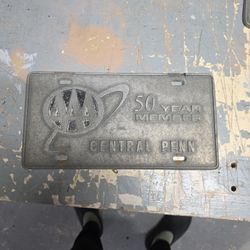 AAA
50 YEAR
MEMBER
CENTRAL PENN